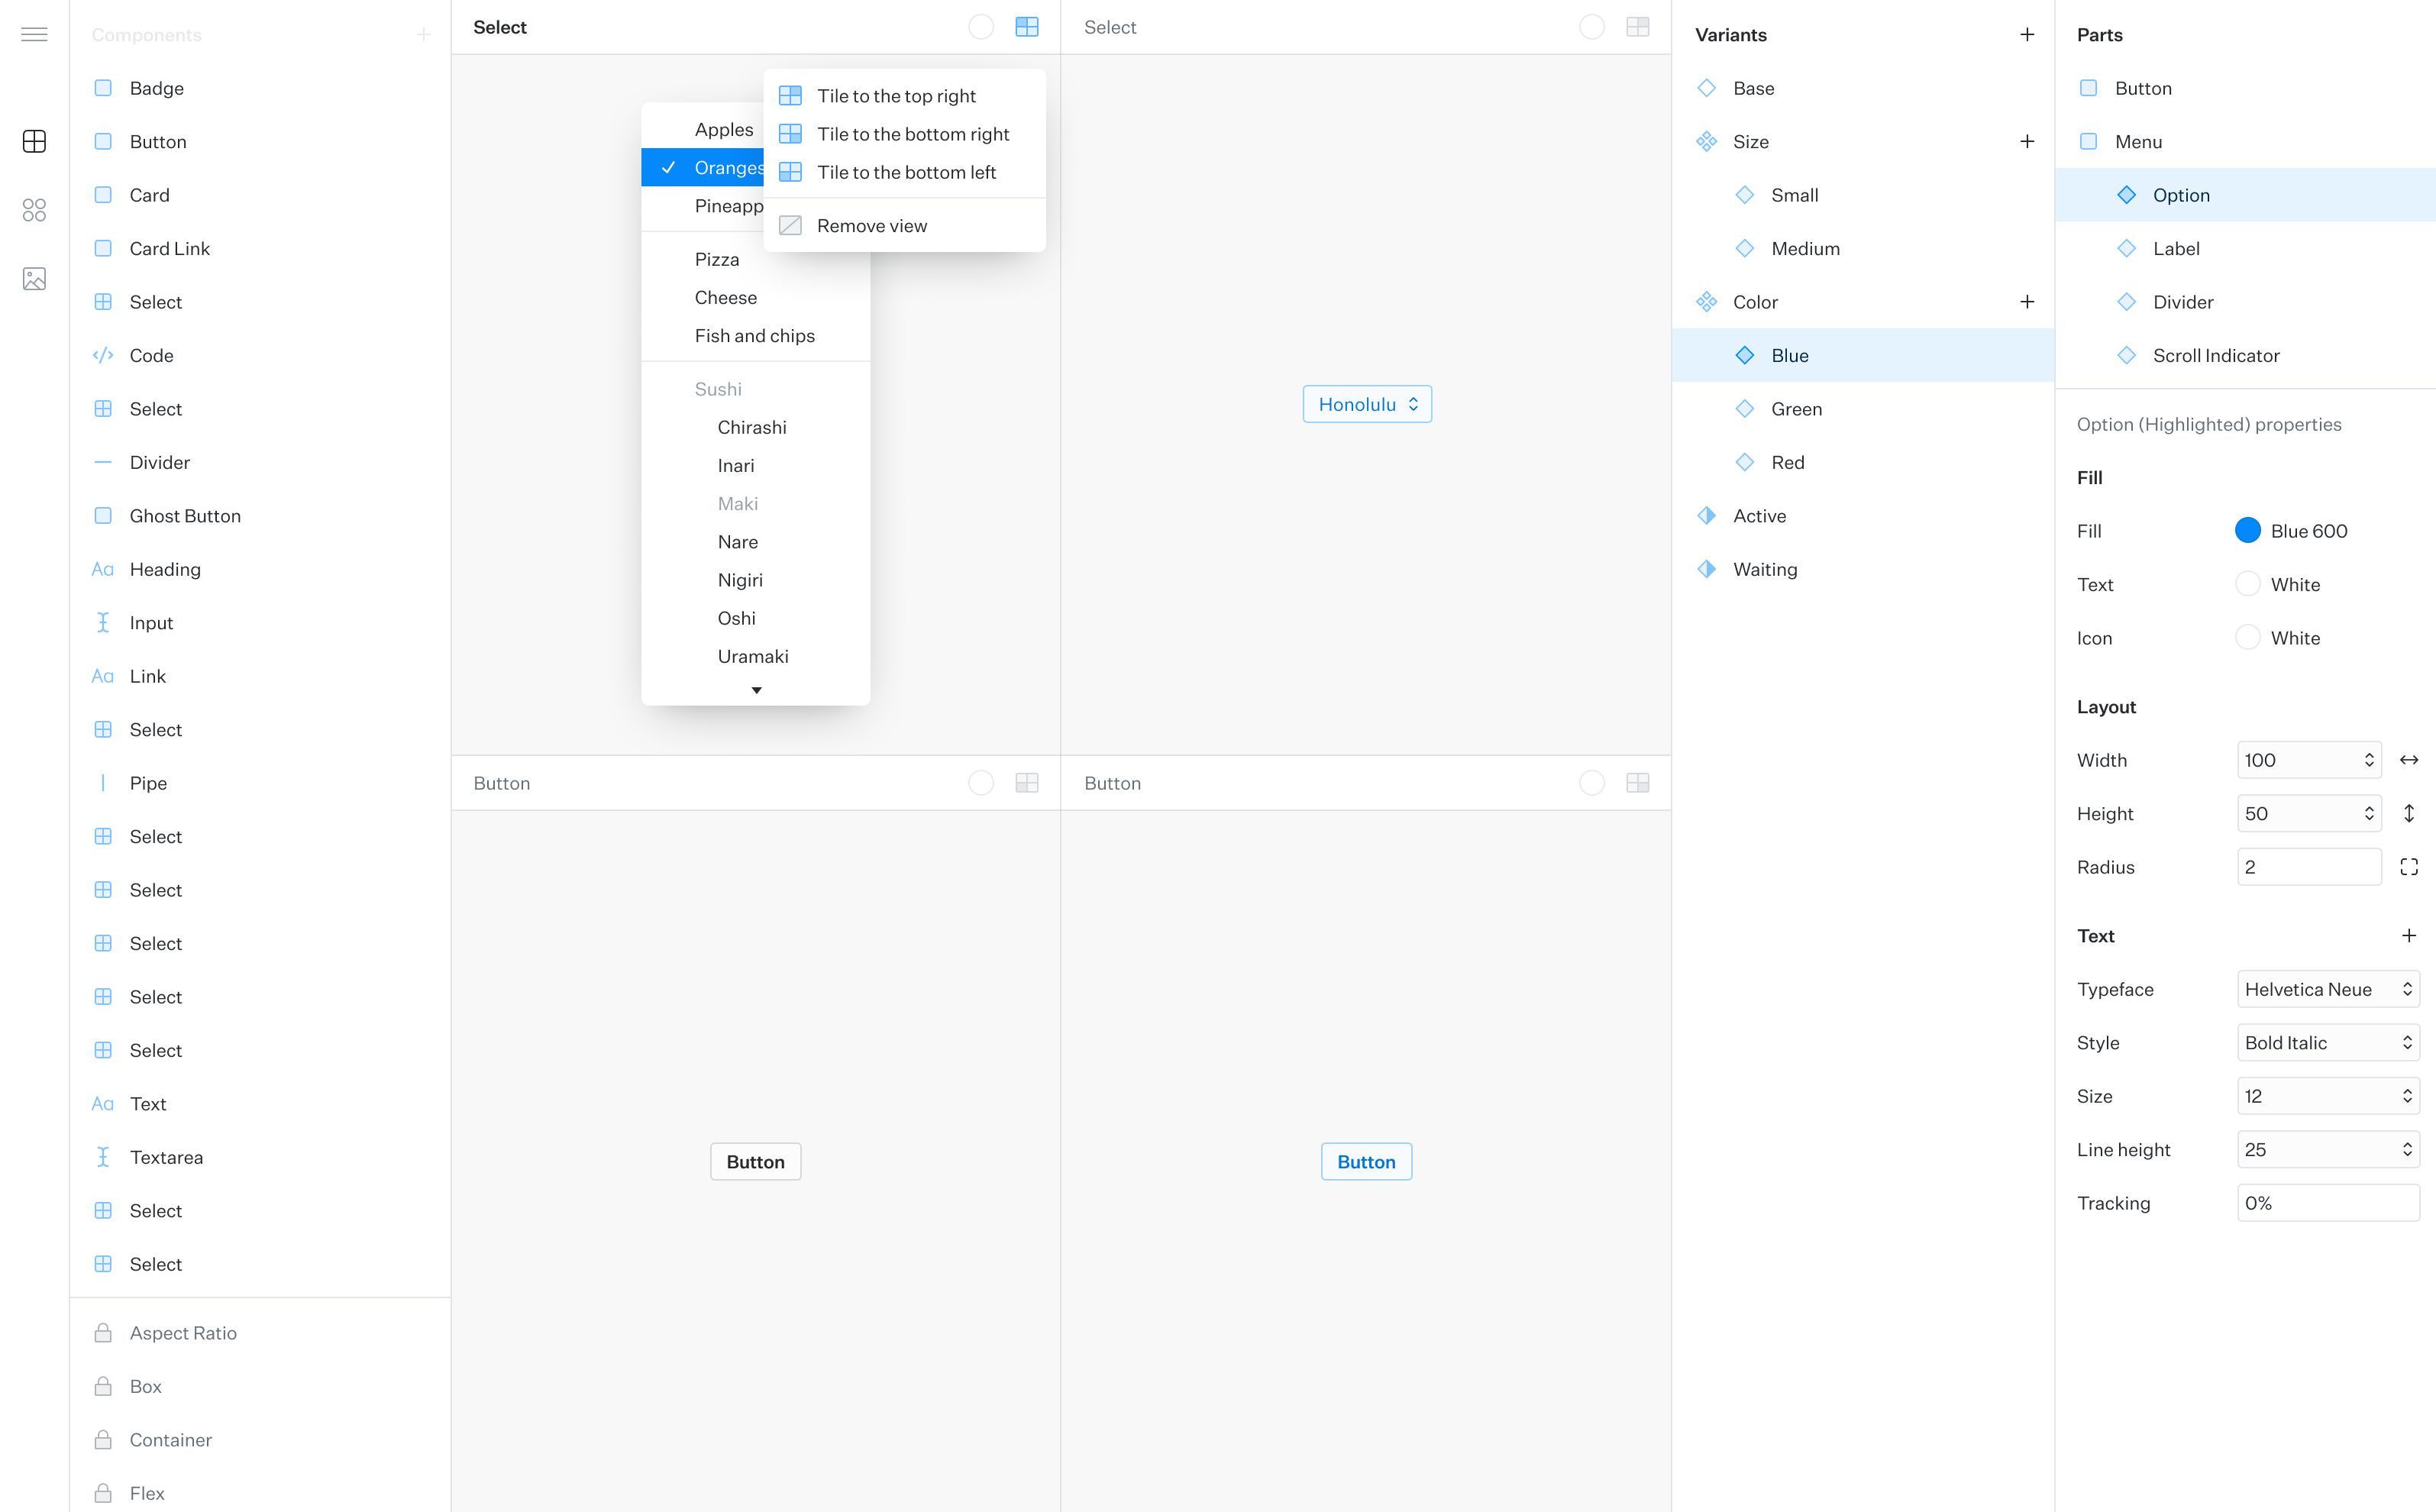 Components
Badge
Button
Card
Card Link
Select
Code
Select
Divider
Ghost Button
Aa Heading
Input
Aa Link
Select
Pipe
Select
Select
Select
Select
Select
Aa Text
Textarea
Select
Select
Aspect Ratio
Box
Container
Flex
Select
Apples
Oranges
Pineapp
Pizza
Cheese
Fish and chips
Sushi
Chirashi
Inari
Maki
Nare
Nigiri
Oshi
Uramaki
Tile to the top right
Tile to the bottom right
Tile to the bottom left
Remove view
Select
Honolulu
Button
Button
Button
Button
Variants
Base
Size
Small
Medium
Color
Blue
Green
Red
Active
Waiting
Parts
Button
Menu
Option
Label
Divider
Scroll Indicator
Option (Highlighted) properties
Fill
Fill Blue 600
Text White
Icon White
Layout
Width 100
Height 50
Radius 2
Text
Typeface Helvetica Neue
Style Bold Italic
Size 12
Line height 25
Tracking 0%